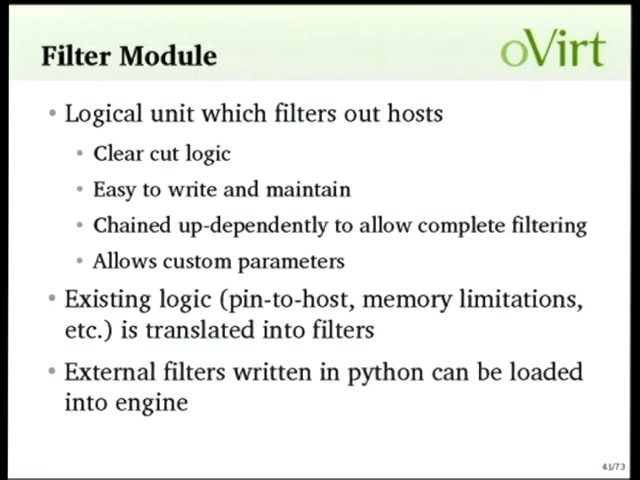 Filter Module
oVirt
• Logical unit which filters out hosts
• Clear cut logic
• Easy to write and maintain
• Chained up-dependently to allow complete filtering
• Allows custom parameters
• Existing logic (pin-to-host, memory limitations,
etc.) is translated into filters
• External filters written in python can be loaded
into engine
41/73